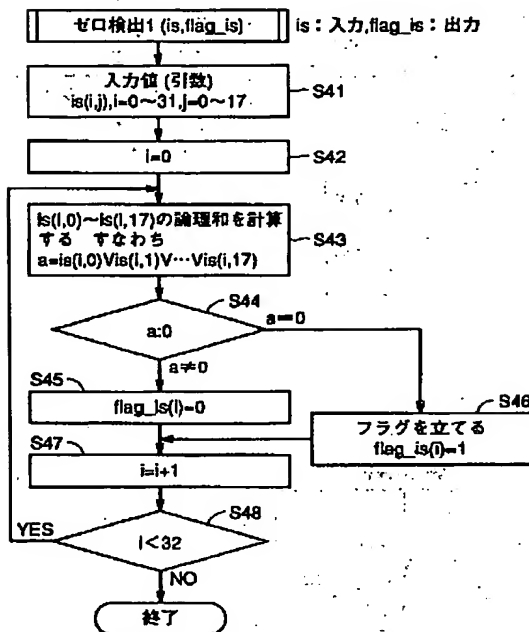 ゼロ検出1 (is,flag_is)
is：入力,flag_is：出力
入力値 (引数)
is(i,j),i=0～31,j=0～17
S41
i=0
S42
is(i,0)～is(i,17)の論理和を計算
する すなわち
a=is(i,0)Vis(i,1)V…Vis(i,17)
S43
S44
a:0
a=0
a≠0
S45
flag_is(i)=0
S46
フラグを立てる
flag_is(i)=1
S47
i=i+1
S48
YES
i<32
NO
終了